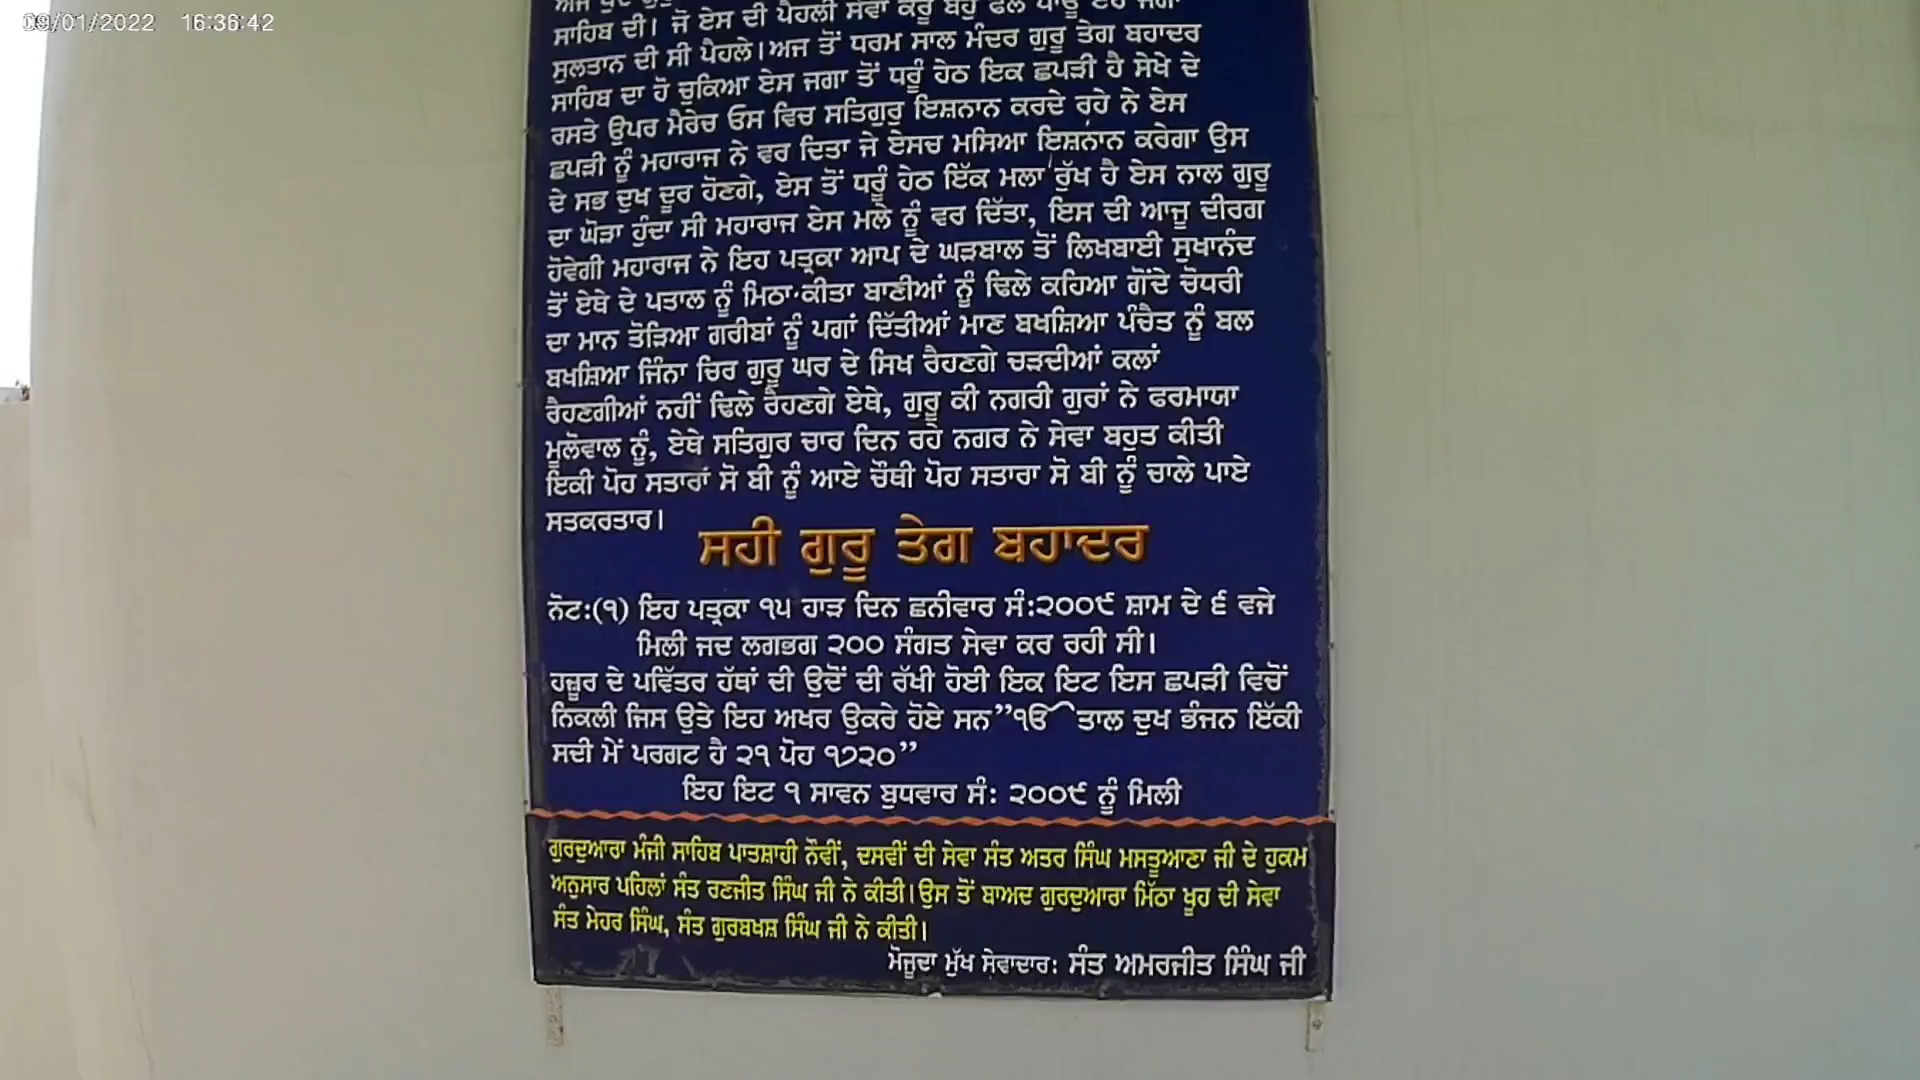 09/01/2022 16:36:42
ਸਾਹਿਬ ਦੀ। ਜੋ ਏਸ ਦੀ ਪੈਹਲੀ ਸੇਵਾ ਕਰੂ ਬਹੁ ਫਲ ਪਾਊ ਏਹ ਜਗਾ
ਸੁਲਤਾਨ ਦੀ ਸੀ ਪੈਹਲੇ।ਅਜ ਤੋਂ ਧਰਮ ਸਾਲ ਮੰਦਰ ਗੁਰੂ ਤੇਗ ਬਹਾਦਰ
ਸਾਹਿਬ ਦਾ ਹੋ ਚੁਕਿਆ ਏਸ ਜਗਾ ਤੋਂ ਧਰੂੰ ਹੇਠ ਇਕ ਛਪੜੀ ਹੈ ਸੇਖੇ ਦੇ
ਰਸਤੇ ਉਪਰ ਮੈਰੇਚ ਓਸ ਵਿਚ ਸਤਿਗੁਰੁ ਇਸ਼ਨਾਨ ਕਰਦੇ ਰਹੇ ਨੇ ਏਸ
ਛਪੜੀ ਨੂੰ ਮਹਾਰਾਜ ਨੇ ਵਰ ਦਿਤਾ ਜੇ ਏਸਚ ਮਸਿਆ ਇਸ਼ਨਾਨ ਕਰੇਗਾ ਉਸ
ਦੇ ਸਭ ਦੁਖ ਦੂਰ ਹੋਣਗੇ, ਏਸ ਤੋਂ ਧਰੂੰ ਹੇਠ ਇੱਕ ਮਲਾ ਰੁੱਖ ਹੈ ਏਸ ਨਾਲ ਗੁਰੂ
ਦਾ ਘੋੜਾ ਹੁੰਦਾ ਸੀ ਮਹਾਰਾਜ ਏਸ ਮਲੇ ਨੂੰ ਵਰ ਦਿੱਤਾ, ਇਸ ਦੀ ਆਜੂ ਦੀਰਗ
ਹੋਵੇਗੀ ਮਹਾਰਾਜ ਨੇ ਇਹ ਪਤ੍ਰਕਾ ਆਪ ਦੇ ਘੜਬਾਲ ਤੋਂ ਲਿਖਬਾਈ ਸੁਖਾਨੰਦ
ਤੋਂ ਏਥੇ ਦੇ ਪਤਾਲ ਨੂੰ ਮਿਠਾ ਕੀਤਾ ਬਾਣੀਆਂ ਨੂੰ ਢਿਲੇ ਕਹਿਆ ਗੋਂਦੇ ਚੋਧਰੀ
ਦਾ ਮਾਨ ਤੋੜਿਆ ਗਰੀਬਾਂ ਨੂੰ ਪਗਾਂ ਦਿੱਤੀਆਂ ਮਾਣ ਬਖਸ਼ਿਆ ਪੰਚੈਤ ਨੂੰ ਬਲ
ਬਖਸ਼ਿਆ ਜਿੰਨਾ ਚਿਰ ਗੁਰੂ ਘਰ ਦੇ ਸਿਖ ਰੈਹਣਗੇ ਚੜਦੀਆਂ ਕਲਾਂ
ਰੈਹਣਗੀਆਂ ਨਹੀਂ ਢਿਲੇ ਰੈਹਣਗੇ ਏਥੇ, ਗੁਰੂ ਕੀ ਨਗਰੀ ਗੁਰਾਂ ਨੇ ਫਰਮਾਯਾ
ਮੂਲੋਵਾਲ ਨੂੰ, ਏਥੇ ਸਤਿਗੁਰ ਚਾਰ ਦਿਨ ਰਹੇ ਨਗਰ ਨੇ ਸੇਵਾ ਬਹੁਤ ਕੀਤੀ
ਇਕੀ ਪੋਹ ਸਤਾਰਾਂ ਸੋ ਬੀ ਨੂੰ ਆਏ ਚੌਥੀ ਪੋਹ ਸਤਾਰਾ ਸੋ ਬੀ ਨੂੰ ਚਾਲੇ ਪਾਏ
ਸਤਕਰਤਾਰ।
ਸਹੀ ਗੁਰੂ ਤੇਗ ਬਹਾਦਰ
ਨੋਟ:(੧) ਇਹ ਪਤ੍ਰਕਾ ੧੫ ਹਾੜ ਦਿਨ ਛਨੀਵਾਰ ਸੰ:੨੦੦੯ ਸ਼ਾਮ ਦੇ ੬ ਵਜੇ
ਮਿਲੀ ਜਦ ਲਗਭਗ ੨੦੦ ਸੰਗਤ ਸੇਵਾ ਕਰ ਰਹੀ ਸੀ।
ਹਜ਼ੂਰ ਦੇ ਪਵਿੱਤਰ ਹੱਥਾਂ ਦੀ ਉਦੋਂ ਦੀ ਰੱਖੀ ਹੋਈ ਇਕ ਇਟ ਇਸ ਛਪੜੀ ਵਿਚੋਂ
ਨਿਕਲੀ ਜਿਸ ਉਤੇ ਇਹ ਅਖਰ ਉਕਰੇ ਹੋਏ ਸਨ”ੴ ਤਾਲ ਦੁਖ ਭੰਜਨ ਇੱਕੀ
ਸਦੀ ਮੇਂ ਪਰਗਟ ਹੈ ੨੧ ਪੋਹ ੧੭੨੦”
ਇਹ ਇਟ ੧ ਸਾਵਨ ਬੁਧਵਾਰ ਸੰ: ੨੦੦੯ ਨੂੰ ਮਿਲੀ
ਗੁਰਦੁਆਰਾ ਮੰਜੀ ਸਾਹਿਬ ਪਾਤਸ਼ਾਹੀ ਨੌਵੀਂ, ਦਸਵੀਂ ਦੀ ਸੇਵਾ ਸੰਤ ਅਤਰ ਸਿੰਘ ਮਸਤੂਆਣਾ ਜੀ ਦੇ ਹੁਕਮ
ਅਨੁਸਾਰ ਪਹਿਲਾਂ ਸੰਤ ਰਣਜੀਤ ਸਿੰਘ ਜੀ ਨੇ ਕੀਤੀ।ਉਸ ਤੋਂ ਬਾਅਦ ਗੁਰਦੁਆਰਾ ਮਿੱਠਾ ਖੂਹ ਦੀ ਸੇਵਾ
ਸੰਤ ਮੇਹਰ ਸਿੰਘ, ਸੰਤ ਗੁਰਬਖਸ਼ ਸਿੰਘ ਜੀ ਨੇ ਕੀਤੀ।
ਮੋਜੂਦਾ ਮੁੱਖ ਸੇਵਾਦਾਰ: ਸੰਤ ਅਮਰਜੀਤ ਸਿੰਘ ਜੀ